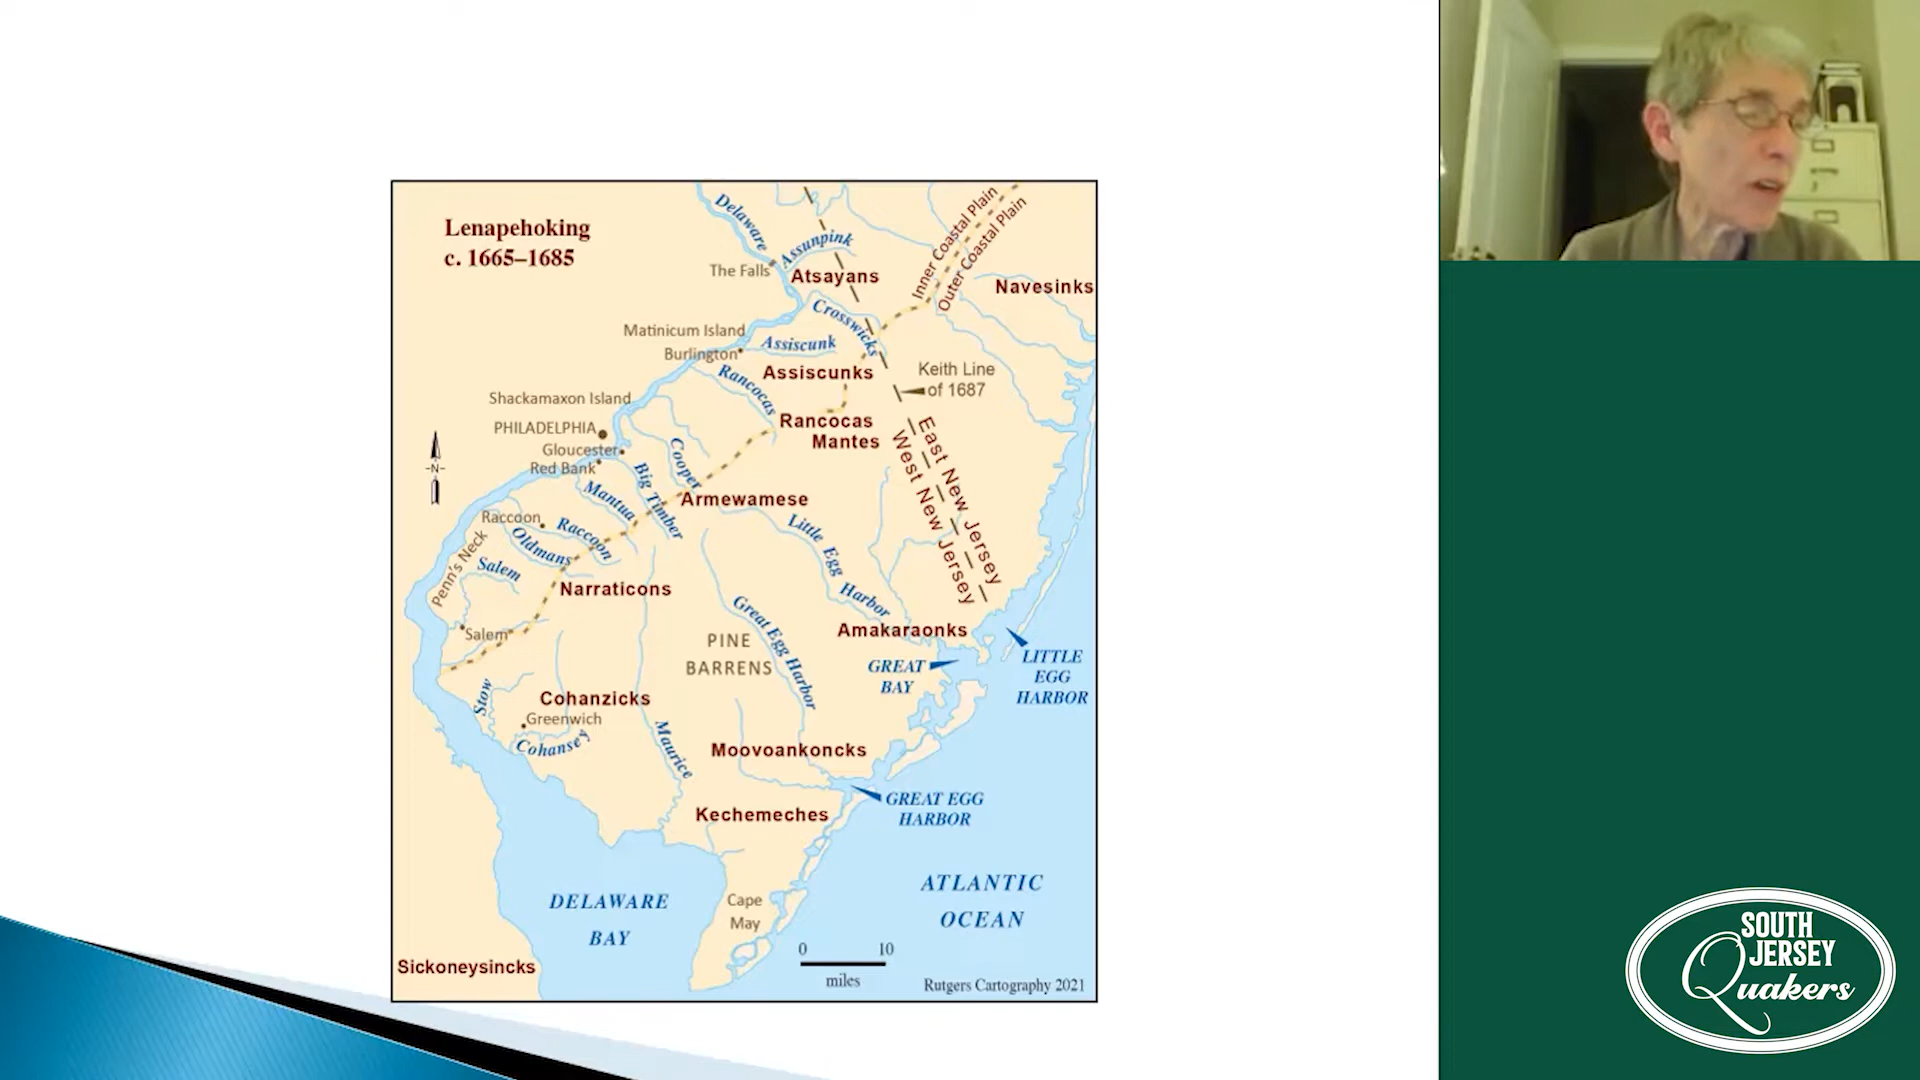 Lenapehoking
c. 1665–1685
Delaware
Assunpink
The Falls
Atsayans
Inner Coastal Plain
Outer Coastal Plain
Navesinks
Crosswicks
Matinicum Island
Burlington
Assiscunk
Assiscunks
Rancocas
Keith Line
of 1687
Shackamaxon Island
PHILADELPHIA
Gloucester
Red Bank
Rancocas
Mantes
East New Jersey
West New Jersey
N
Cooper
Big Timber
Mantua
Armewamese
Raccoon
Raccoon
Oldmans
Penn's Neck
Salem
Little Egg Harbor
Narraticons
Salem
Great Egg Harbor
PINE
BARRENS
Amakaraonks
GREAT
BAY
LITTLE
EGG
HARBOR
Stow
Cohanzicks
Greenwich
Cohansey
Maurice
Moovoankoncks
GREAT EGG
HARBOR
Kechemeches
ATLANTIC
OCEAN
DELAWARE
BAY
Cape
May
0 10
miles
Sickoneysincks
Rutgers Cartography 2021
SOUTH
JERSEY
Quakers